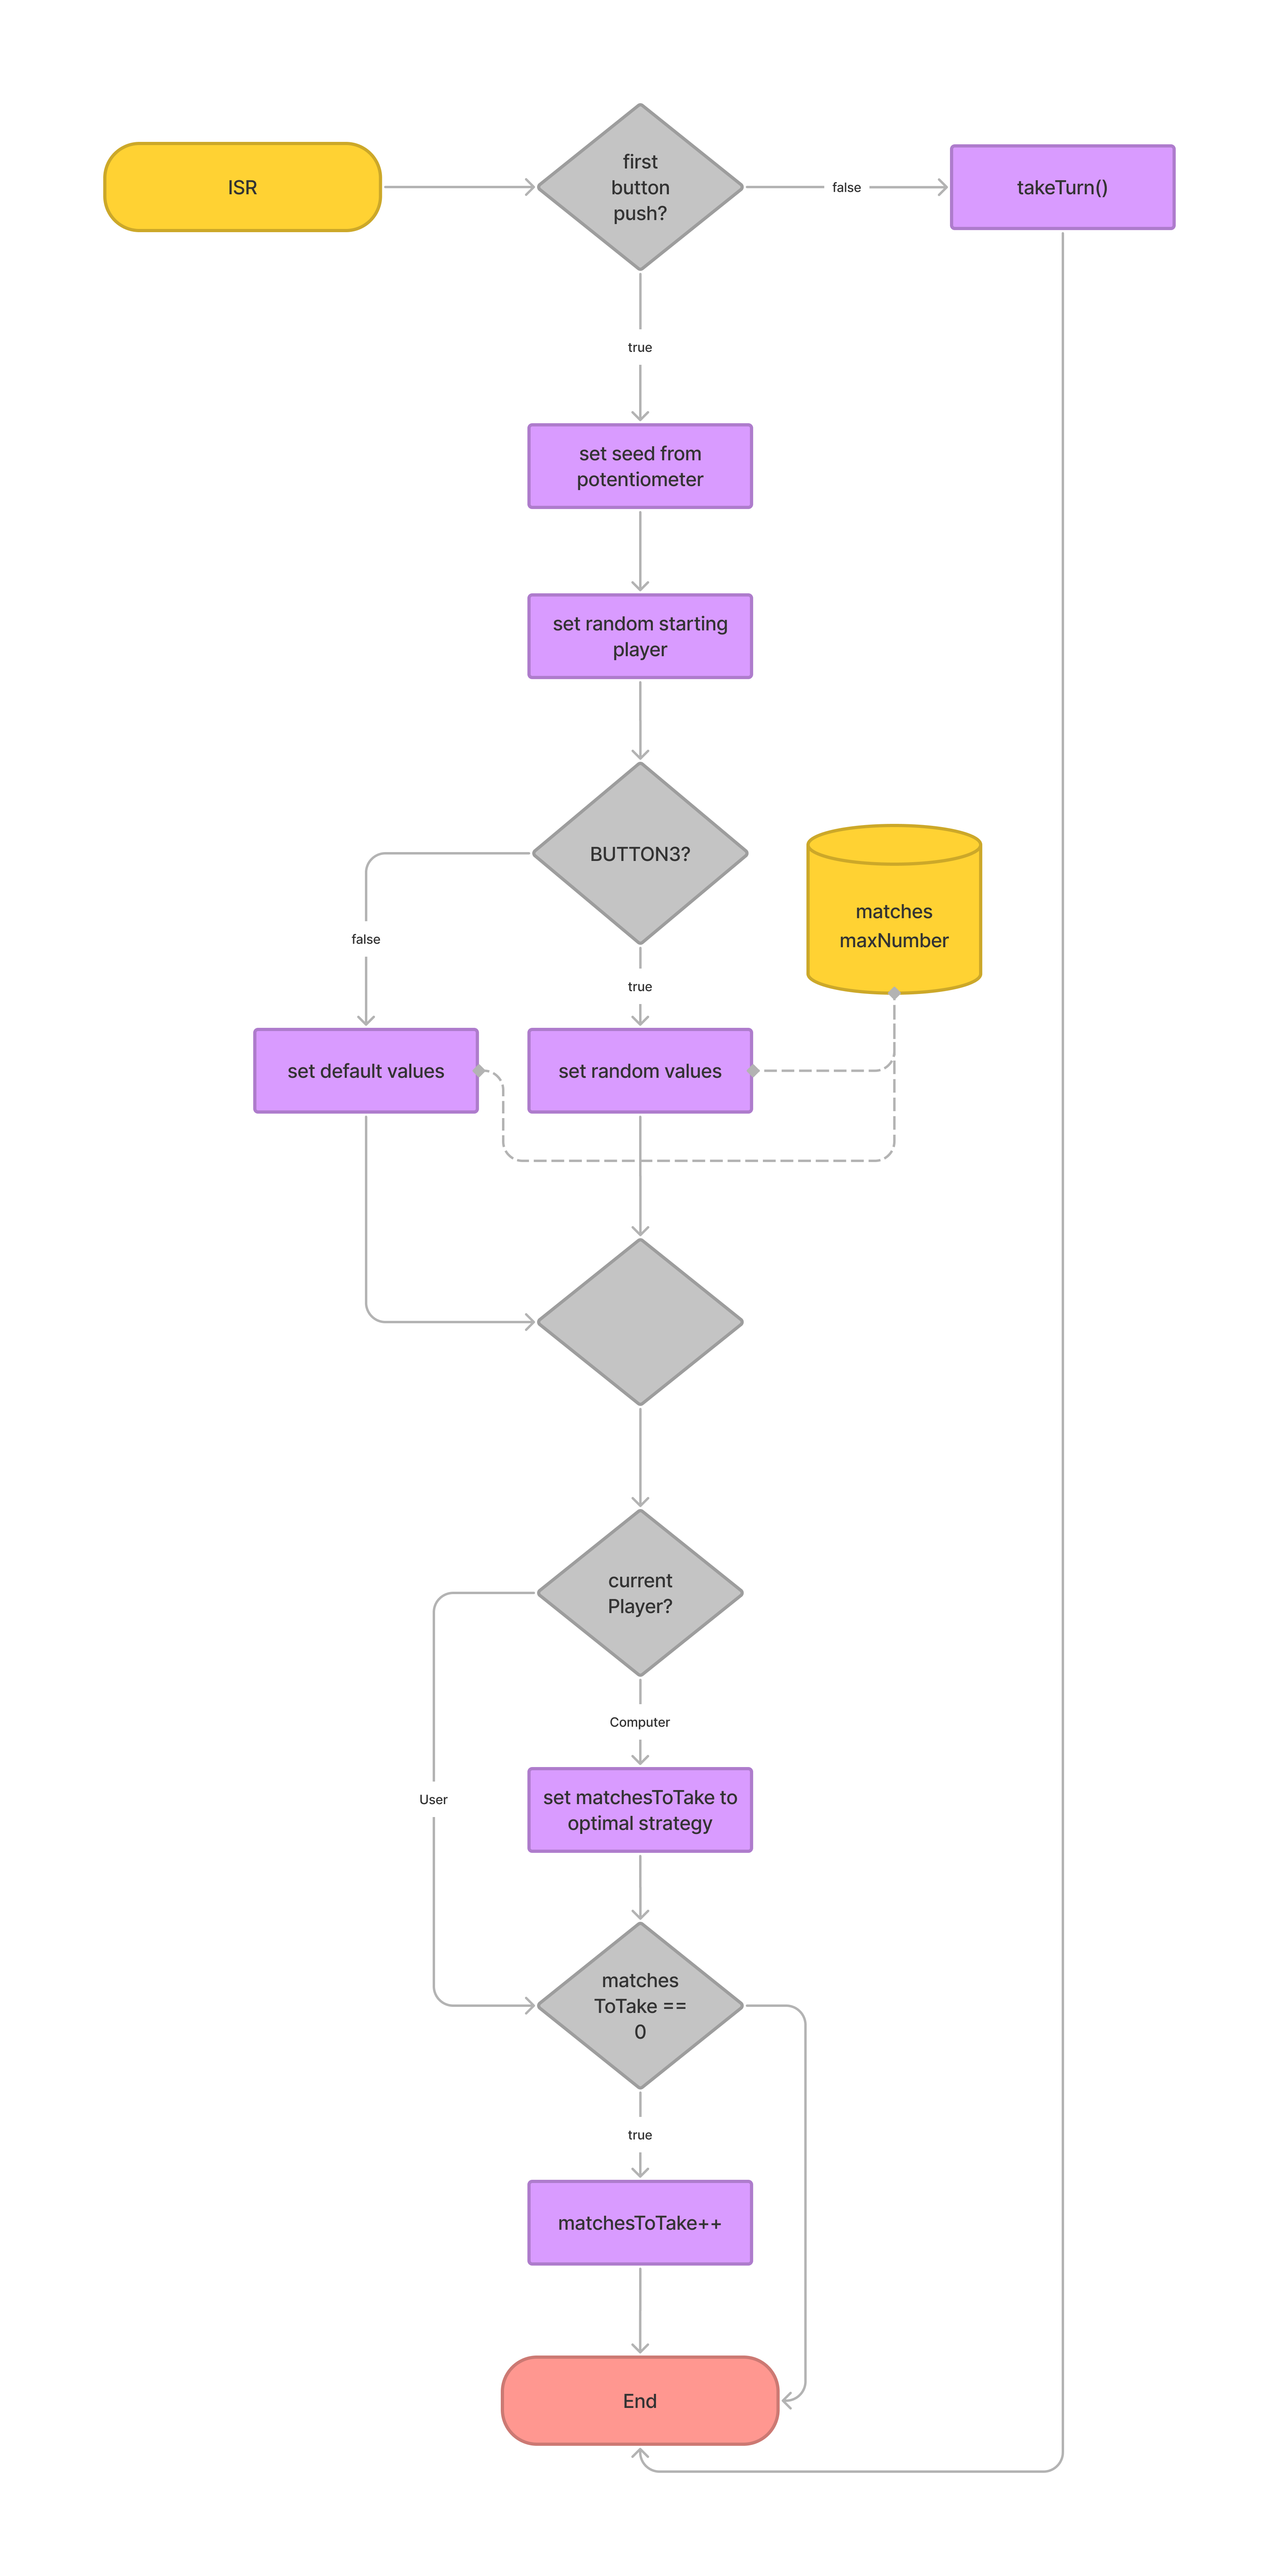 ISR
first
button
push?
false
takeTurn()
true
set seed from
potentiometer
set random starting
player
BUTTON3?
matches
maxNumber
false
true
set default values
set random values
current
Player?
Computer
User
set matchesToTake to
optimal strategy
matches
ToTake ==
0
true
matchesToTake++
End